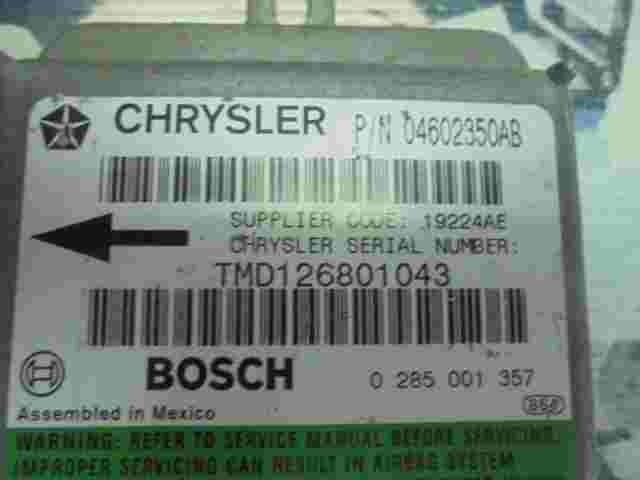 CHRYSLER P/N 04602350AB
SUPPLIER CODE: 19224AE
CHRYSLER SERIAL NUMBER:
TMD126801043
BOSCH 0 285 001 357
Assembled in Mexico
WARNING: REFER TO SERVICE MANUAL BEFORE SERVICING.
IMPROPER SERVICING CAN RESULT IN AIRBAG SYSTEM